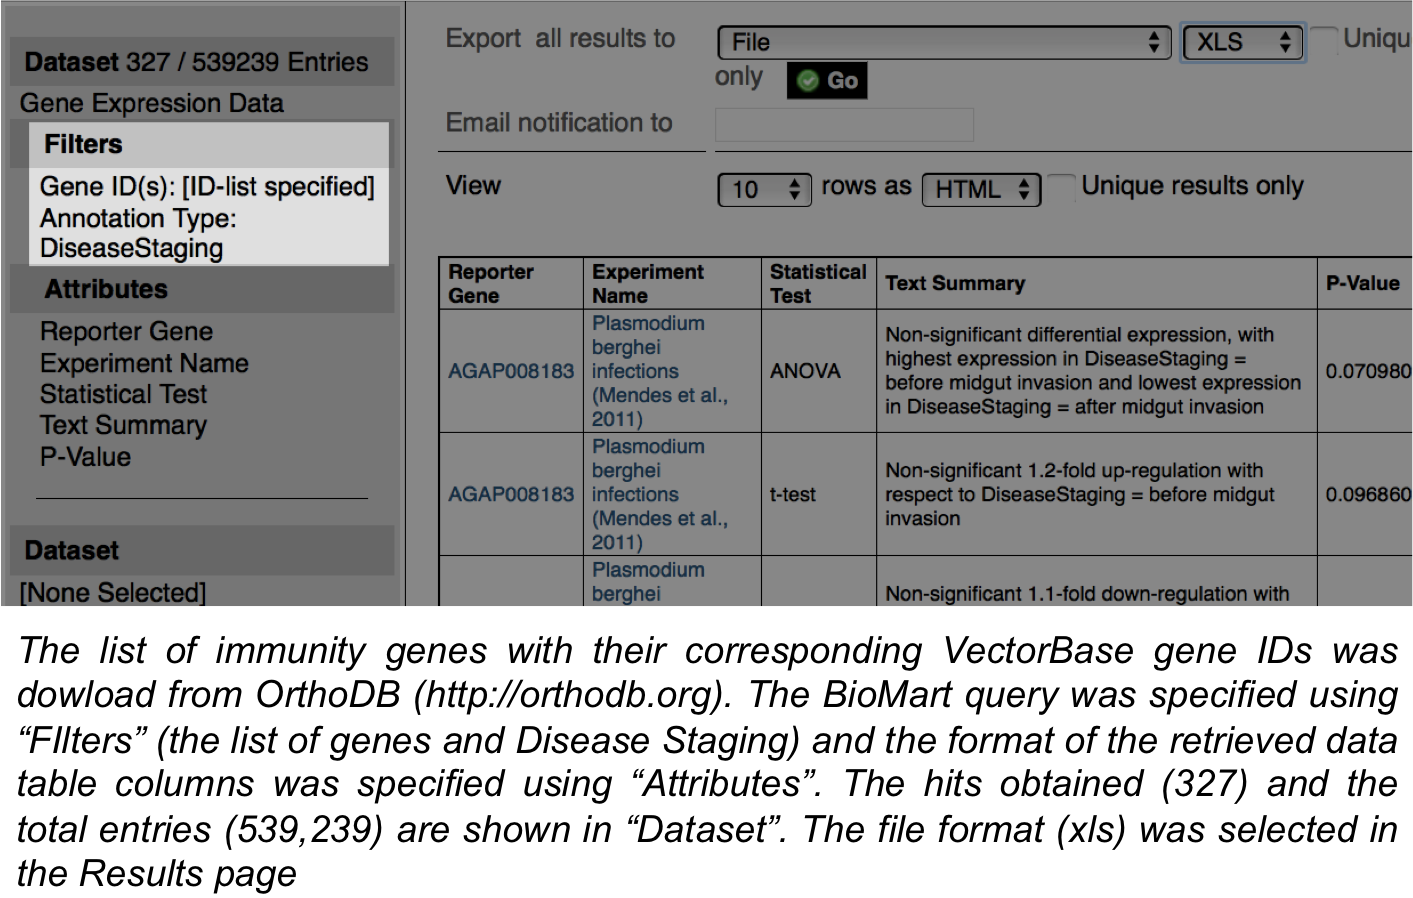 Dataset 327 / 539239 Entries
Gene Expression Data
Filters
Gene ID(s): [ID-list specified]
Annotation Type:
DiseaseStaging
Attributes
Reporter Gene
Experiment Name
Statistical Test
Text Summary
P-Value
Dataset
[None Selected]
Export all results to
File
XLS
Uniqu
only
Go
Email notification to
View
10
rows as
HTML
Unique results only
Reporter
Gene
Experiment
Name
Statistical
Test
Text Summary
P-Value
AGAP008183
Plasmodium
berghei
infections
(Mendes et al.,
2011)
ANOVA
Non-significant differential expression, with
highest expression in DiseaseStaging =
before midgut invasion and lowest expression
in DiseaseStaging = after midgut invasion
0.070980
AGAP008183
Plasmodium
berghei
infections
(Mendes et al.,
2011)
t-test
Non-significant 1.2-fold up-regulation with
respect to DiseaseStaging = before midgut
invasion
0.096860
Plasmodium
berghei
Non-significant 1.1-fold down-regulation with
The list of immunity genes with their corresponding VectorBase gene IDs was
dowload from OrthoDB (http://orthodb.org). The BioMart query was specified using
“FIlters” (the list of genes and Disease Staging) and the format of the retrieved data
table columns was specified using “Attributes”. The hits obtained (327) and the
total entries (539,239) are shown in “Dataset”. The file format (xls) was selected in
the Results page